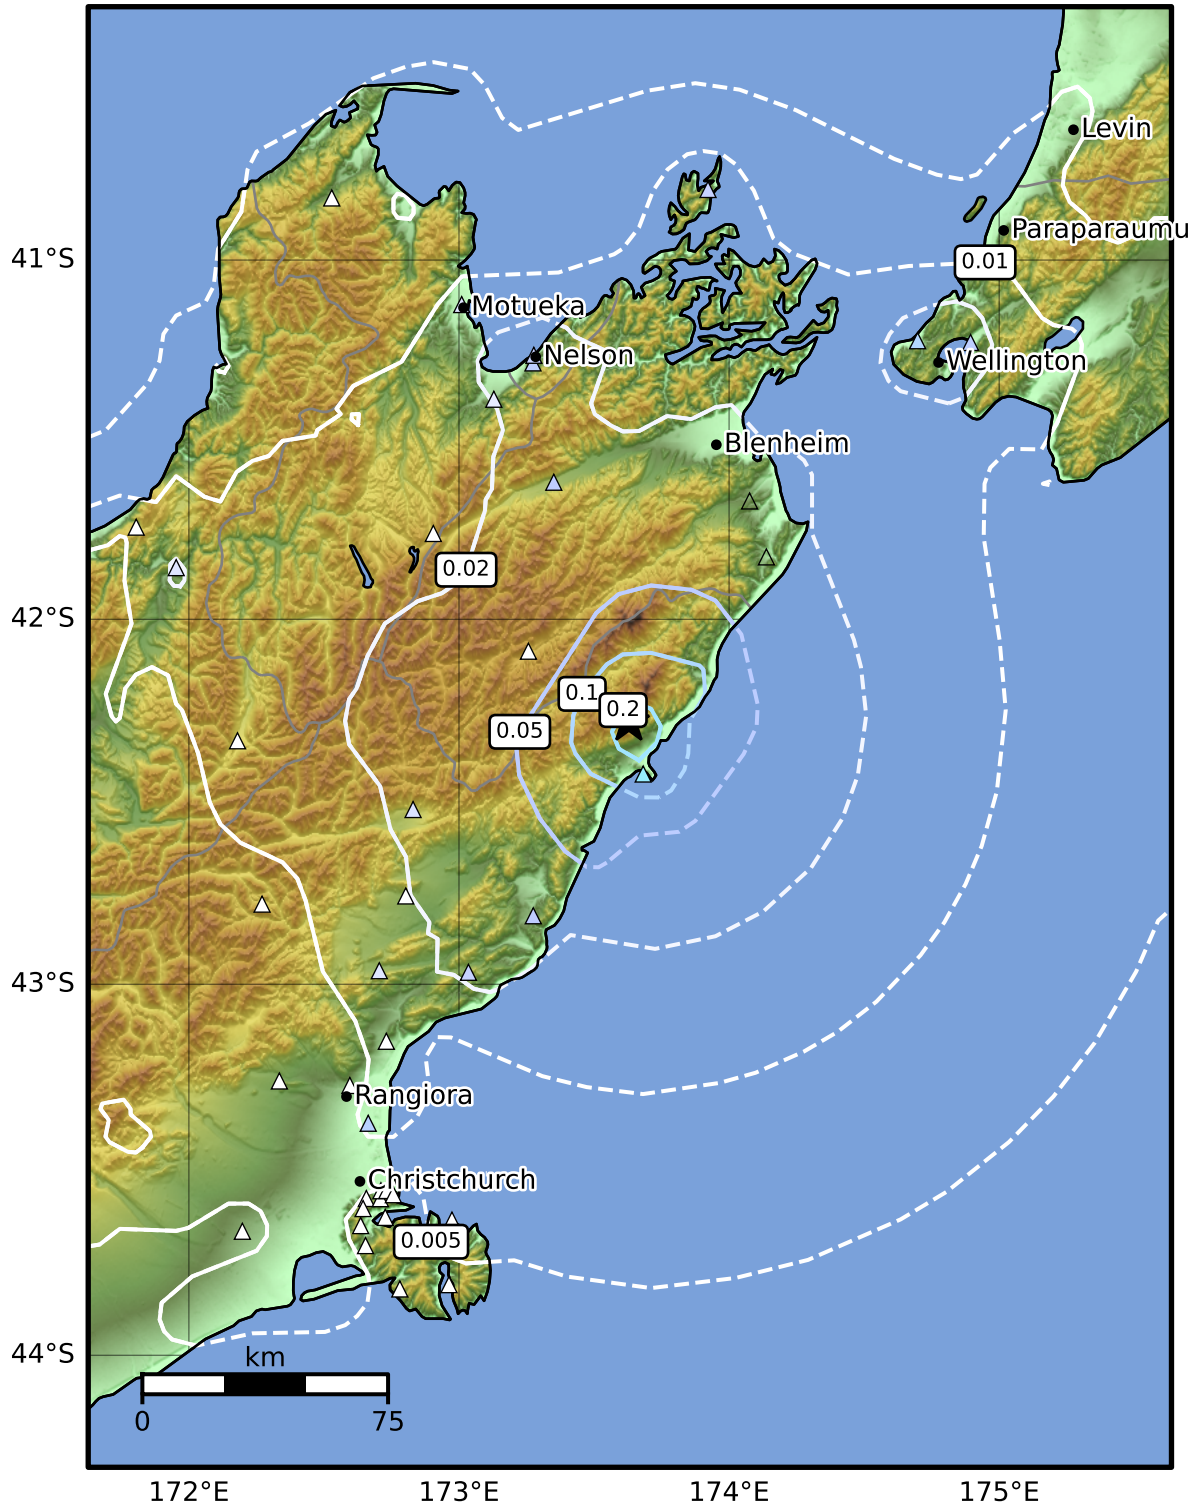 Levin
Paraparaumu
41°S
0.01
Motueka
Nelson
Wellington
Blenheim
0.02
42°S
0.1
0.2
0.05
43°S
Rangiora
Christchurch
0.005
44°S
km
0 75
172°E 173°E 174°E 175°E